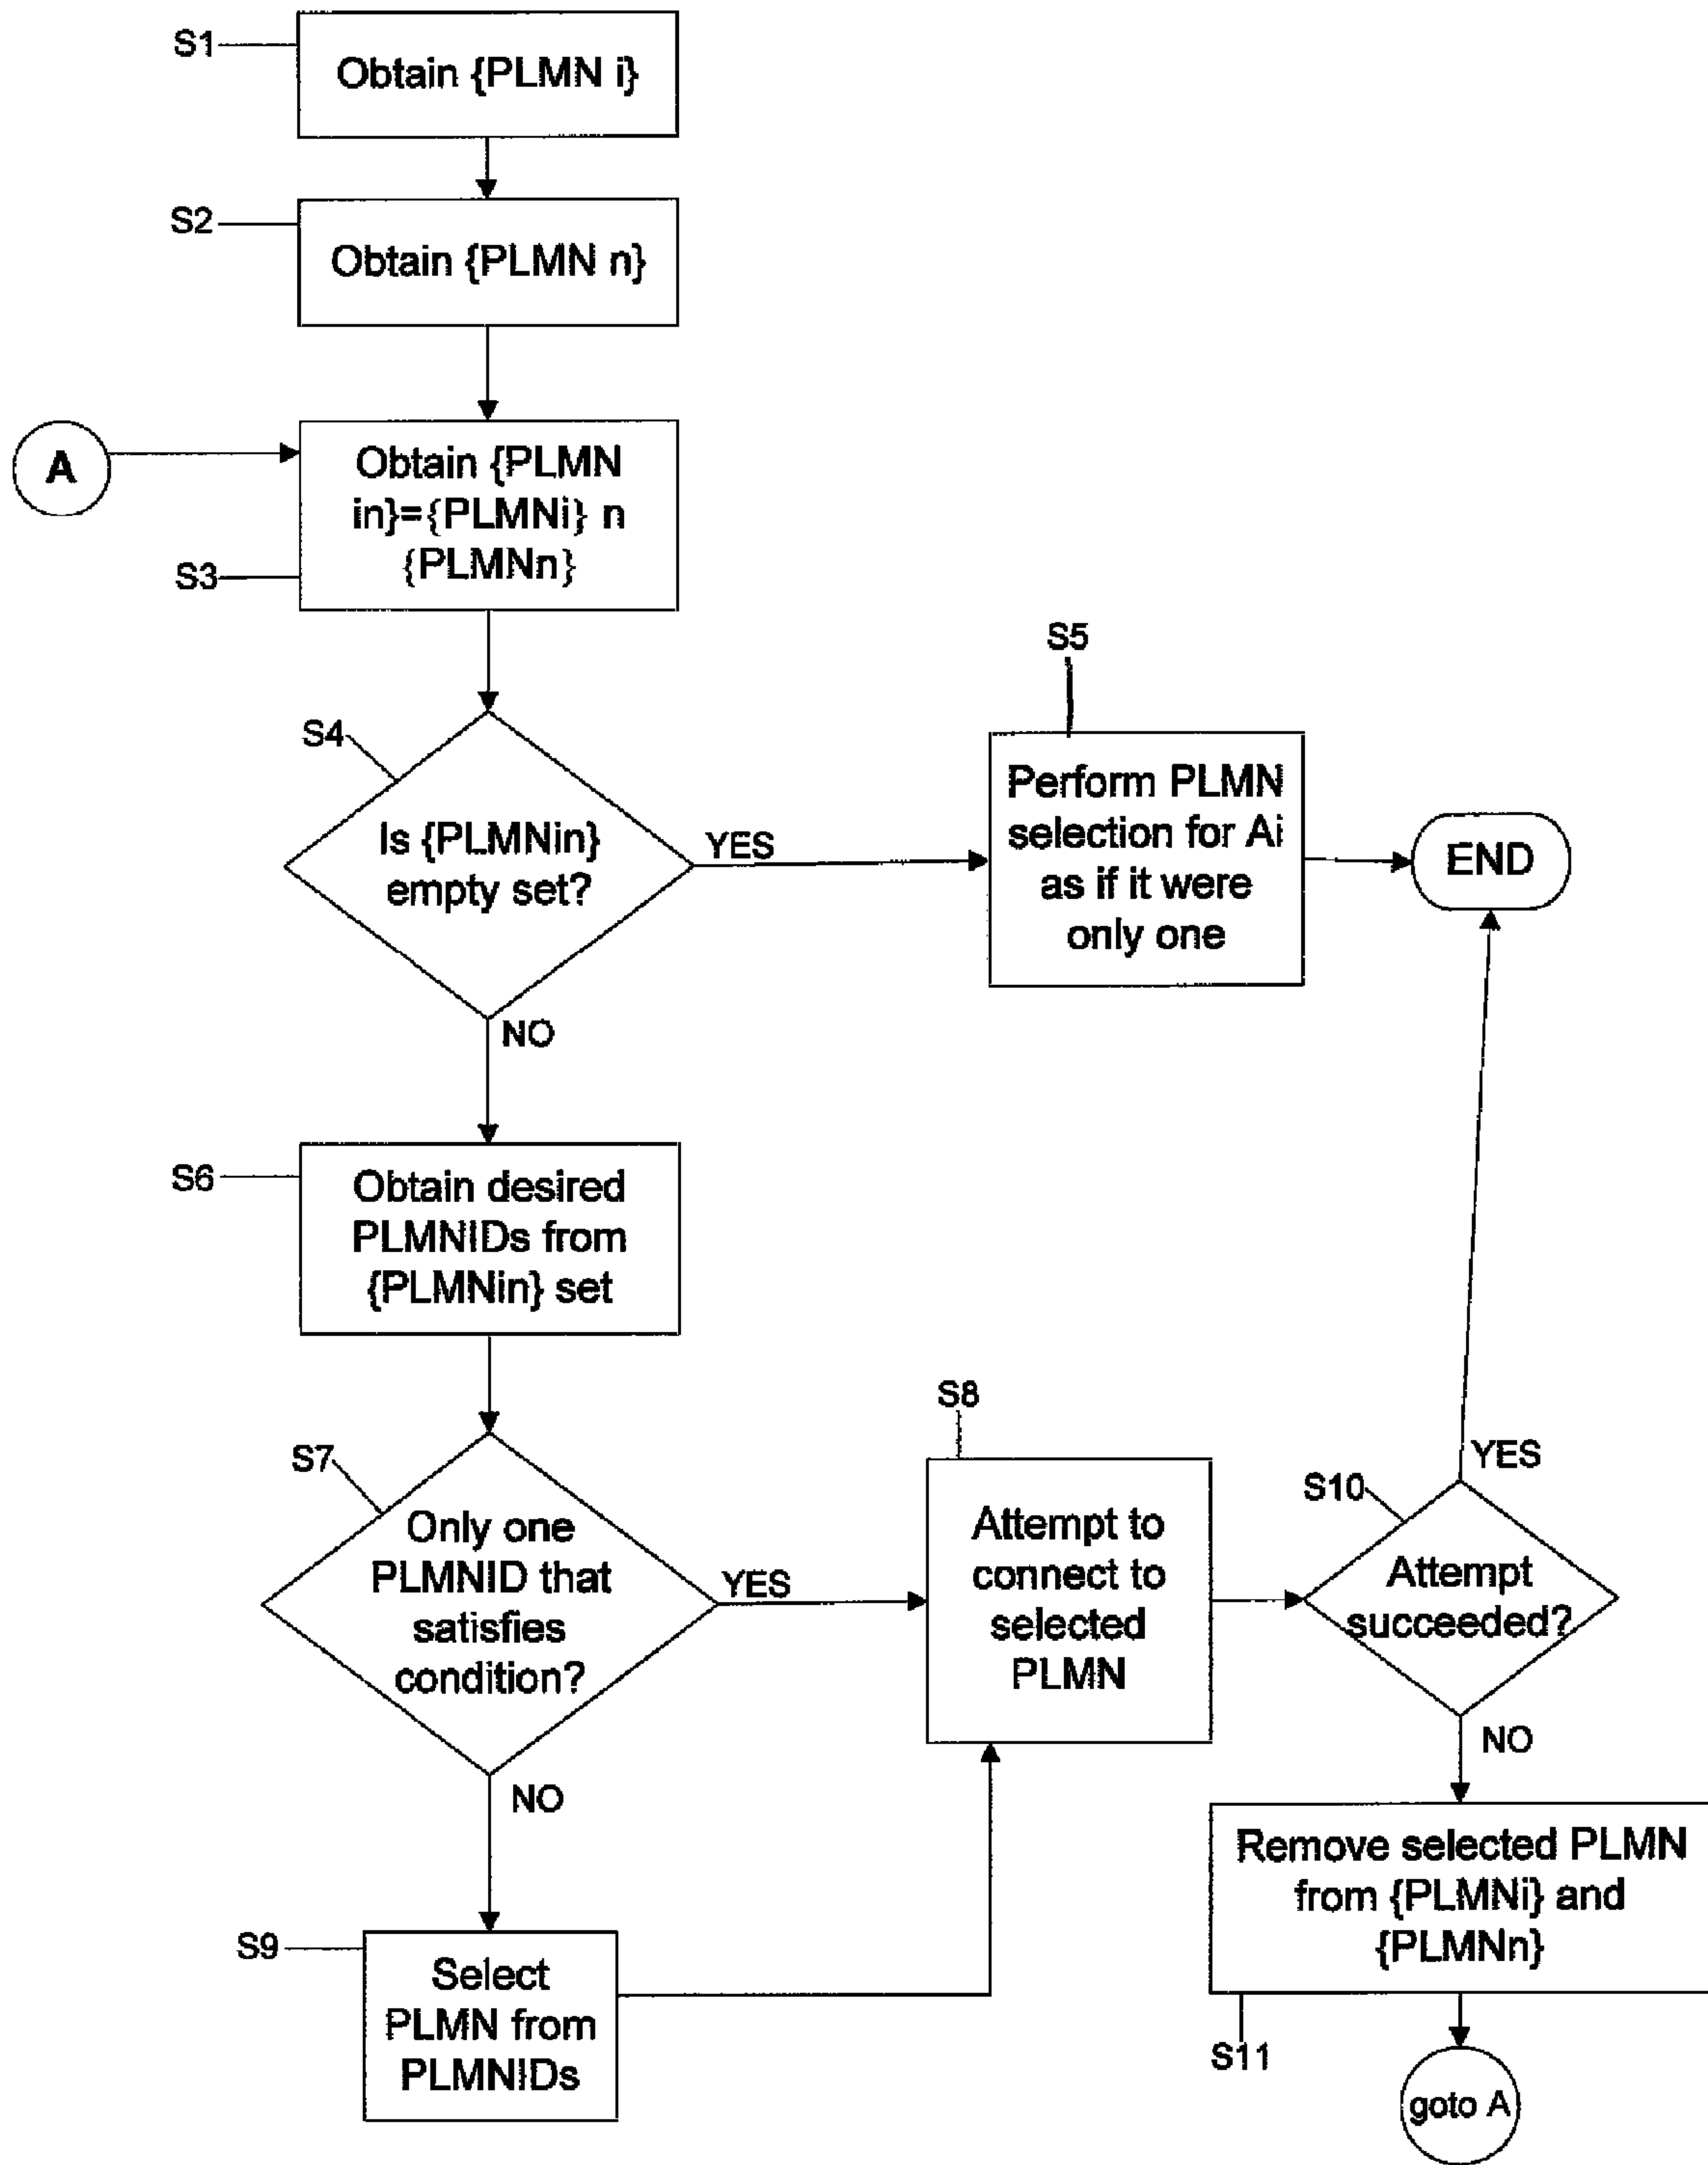 S1
Obtain {PLMN i}
S2
Obtain {PLMN n}
A
Obtain {PLMN
in}={PLMNi} n
{PLMNn}
S3
S4
Is {PLMNin}
empty set?
YES
NO
S5
Perform PLMN
selection for Ai
as if it were
only one
END
S6
Obtain desired
PLMNIDs from
{PLMNin} set
S7
Only one
PLMNID that
satisfies
condition?
YES
NO
S8
Attempt to
connect to
selected
PLMN
S9
Select
PLMN from
PLMNIDs
S10
Attempt
succeeded?
YES
NO
Remove selected PLMN
from {PLMNi} and
{PLMNn}
S11
goto A